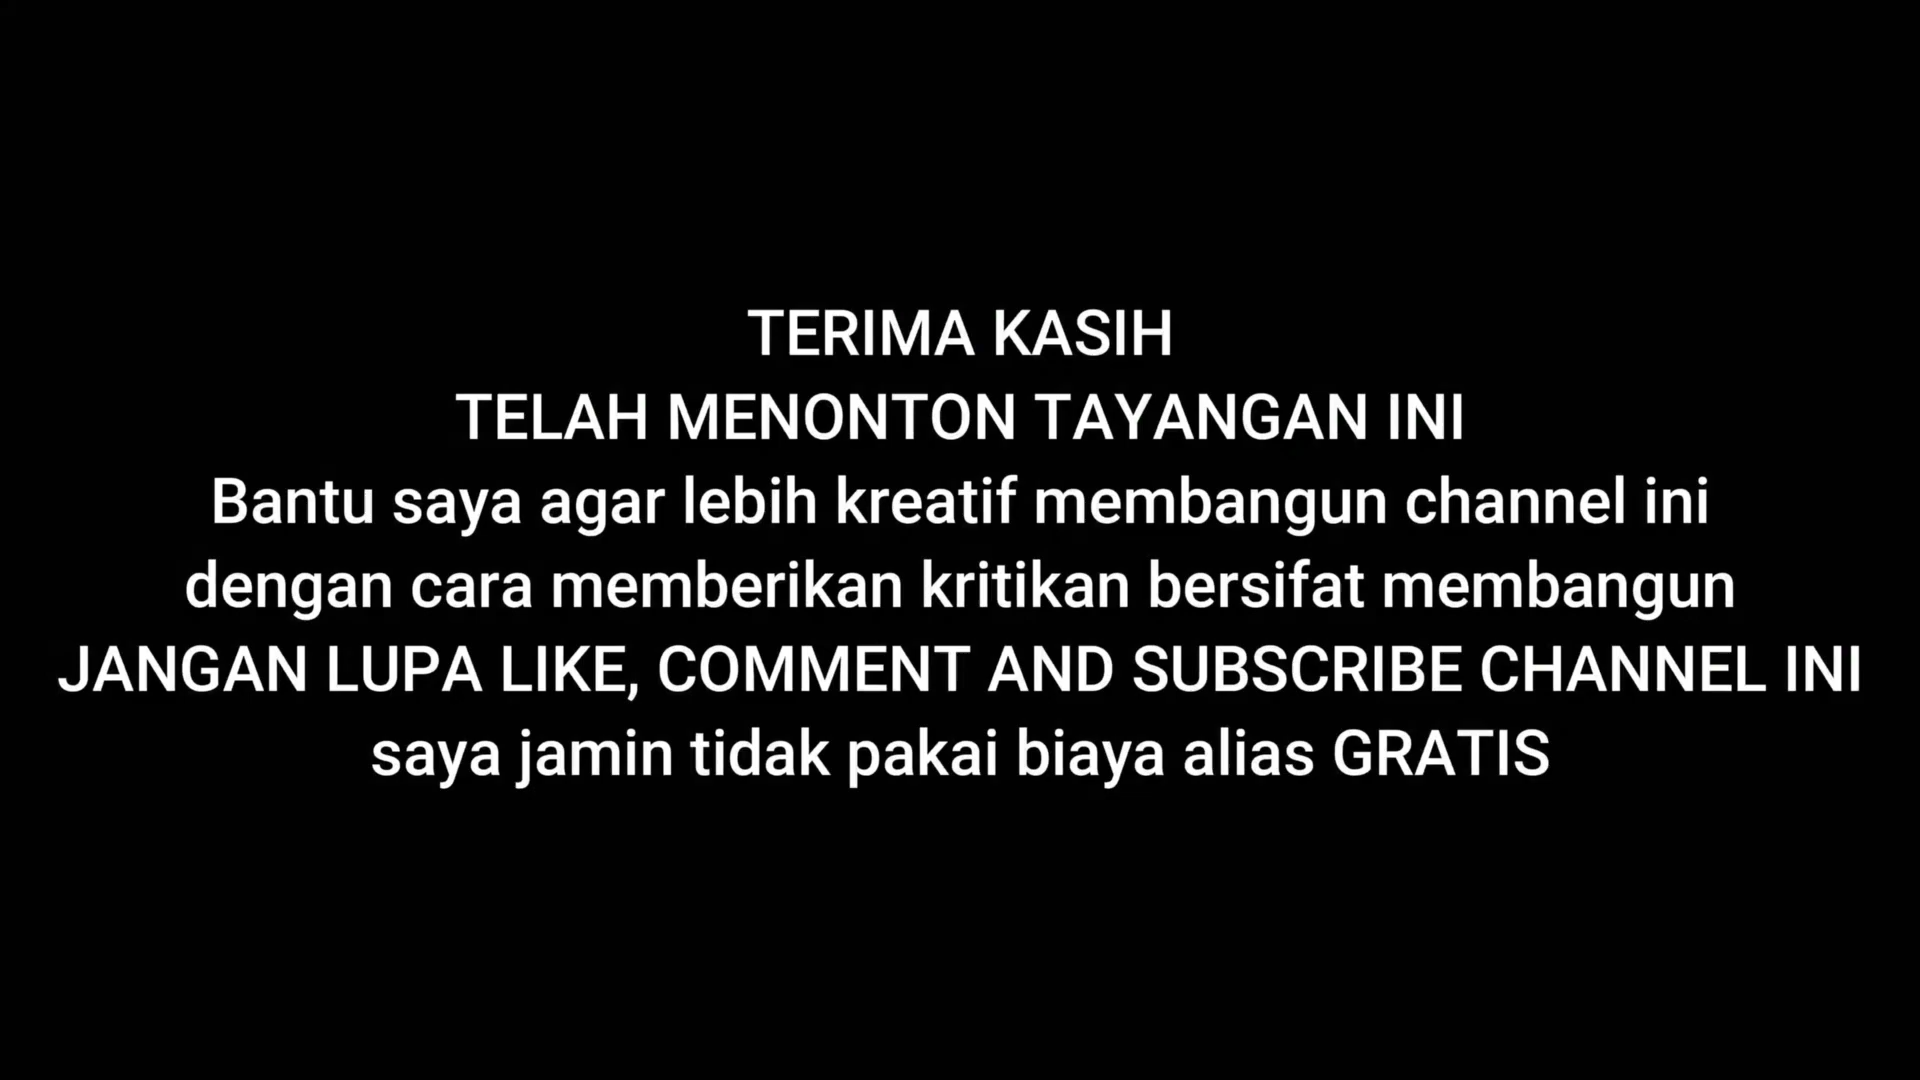 TERIMA KASIH
TELAH MENONTON TAYANGAN INI
Bantu saya agar lebih kreatif membangun channel ini
dengan cara memberikan kritikan bersifat membangun
JANGAN LUPA LIKE, COMMENT AND SUBSCRIBE CHANNEL INI
saya jamin tidak pakai biaya alias GRATIS